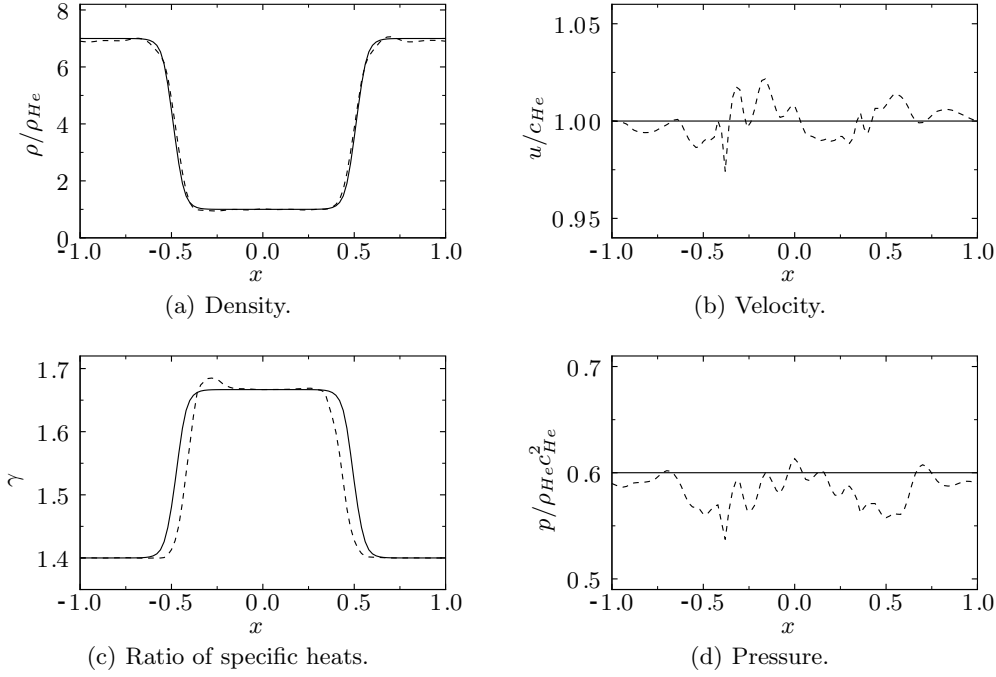 8
6
4
2
0
ρ/ρHe
-1.0 -0.5 0.0 0.5 1.0
x
(a) Density.
1.05
1.00
0.95
u/cHe
-1.0 -0.5 0.0 0.5 1.0
x
(b) Velocity.
1.7
1.6
1.5
1.4
γ
-1.0 -0.5 0.0 0.5 1.0
x
(c) Ratio of specific heats.
0.7
0.6
0.5
p/ρHec²He
-1.0 -0.5 0.0 0.5 1.0
x
(d) Pressure.